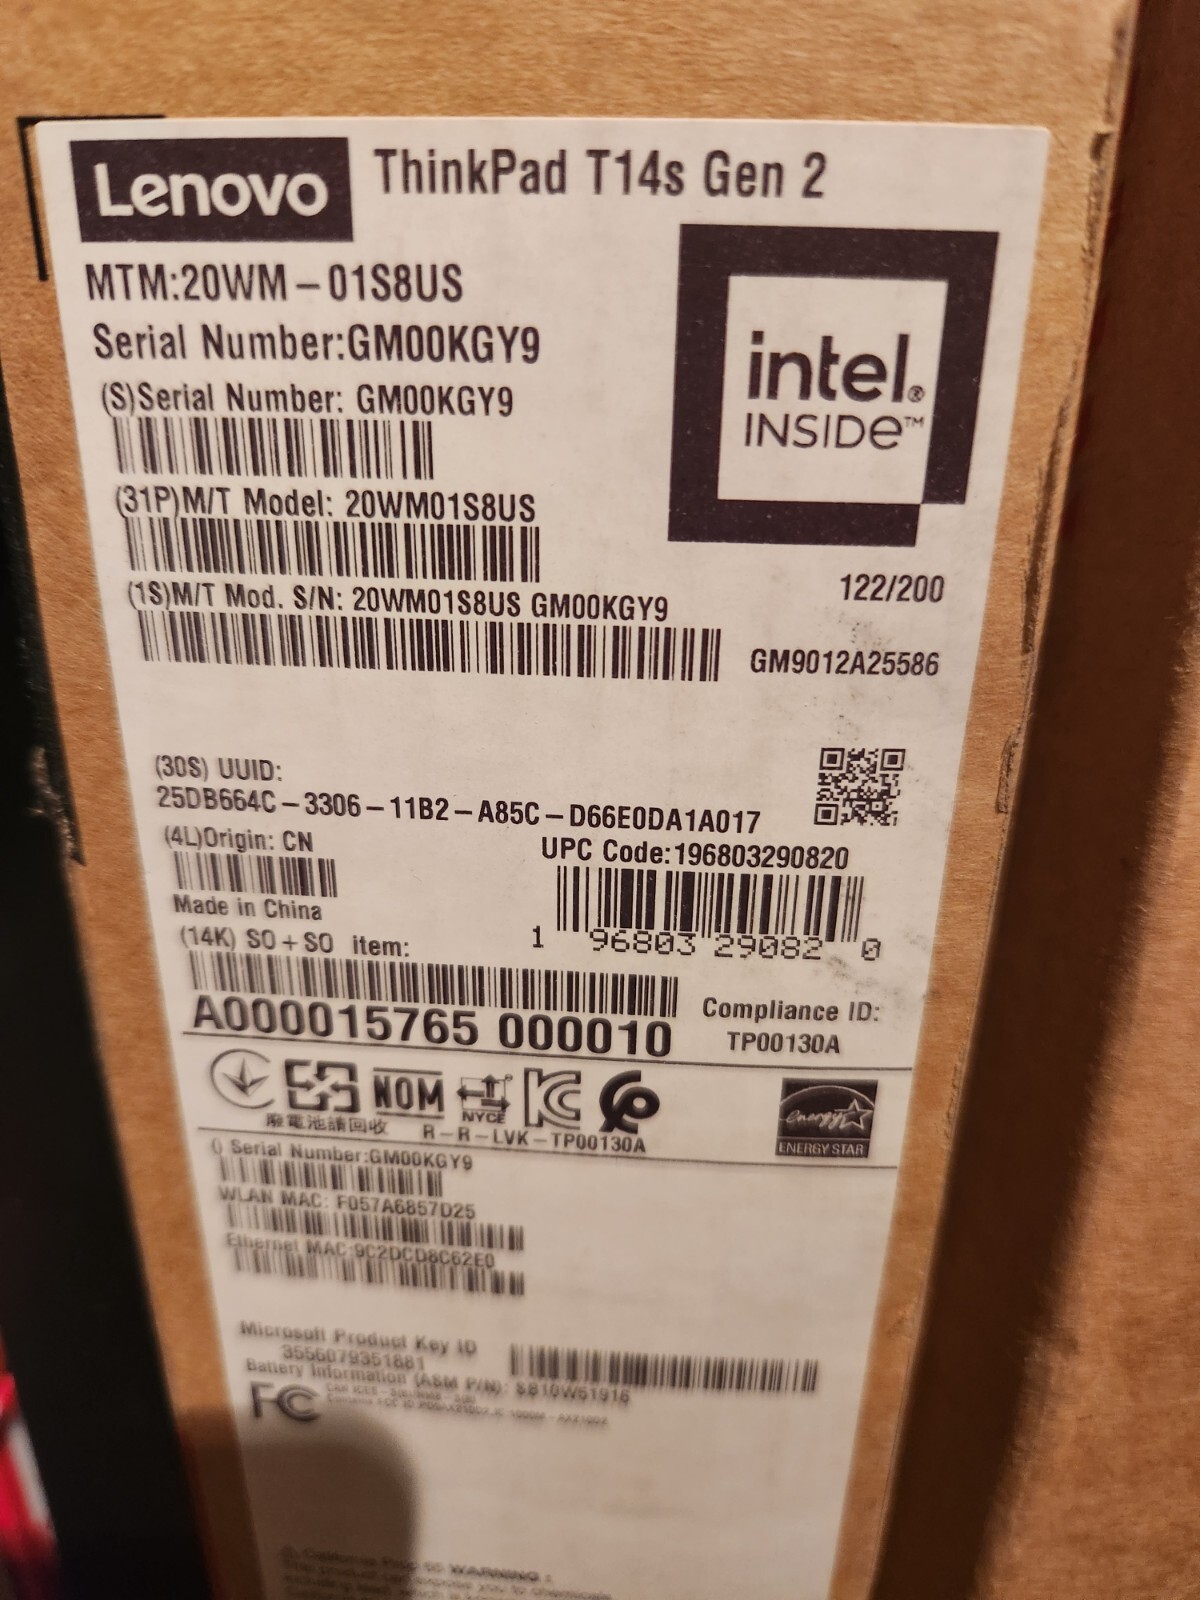 Lenovo ThinkPad T14s Gen 2
MTM:20WM-01S8US
Serial Number:GM00KGY9
(S)Serial Number: GM00KGY9
(31P)M/T Model: 20WM01S8US
(1S)M/T Mod. S/N: 20WM01S8US GM00KGY9
intel®
INSIDE™
122/200
GM9012A25586
(30S) UUID:
25DB664C-3306-11B2-A85C-D66E0DA1A017
(4L)Origin: CN
UPC Code:196803290820
Made in China
1 96803 29082 0
(14K) SO+SO item:
A000015765 000010
Compliance ID:
TP00130A
NOM
NYCE
廢電池請回收
R-R-LVK-TP00130A
energy
ENERGY STAR
() Serial Number:GM00KGY9
WLAN MAC: F057A6857D25
Ethernet MAC:9C2DCD8C62E0
Microsoft Product Key ID
3556079351881
Battery Information (ASM P/N): SB10W51916
FC
WARNING: